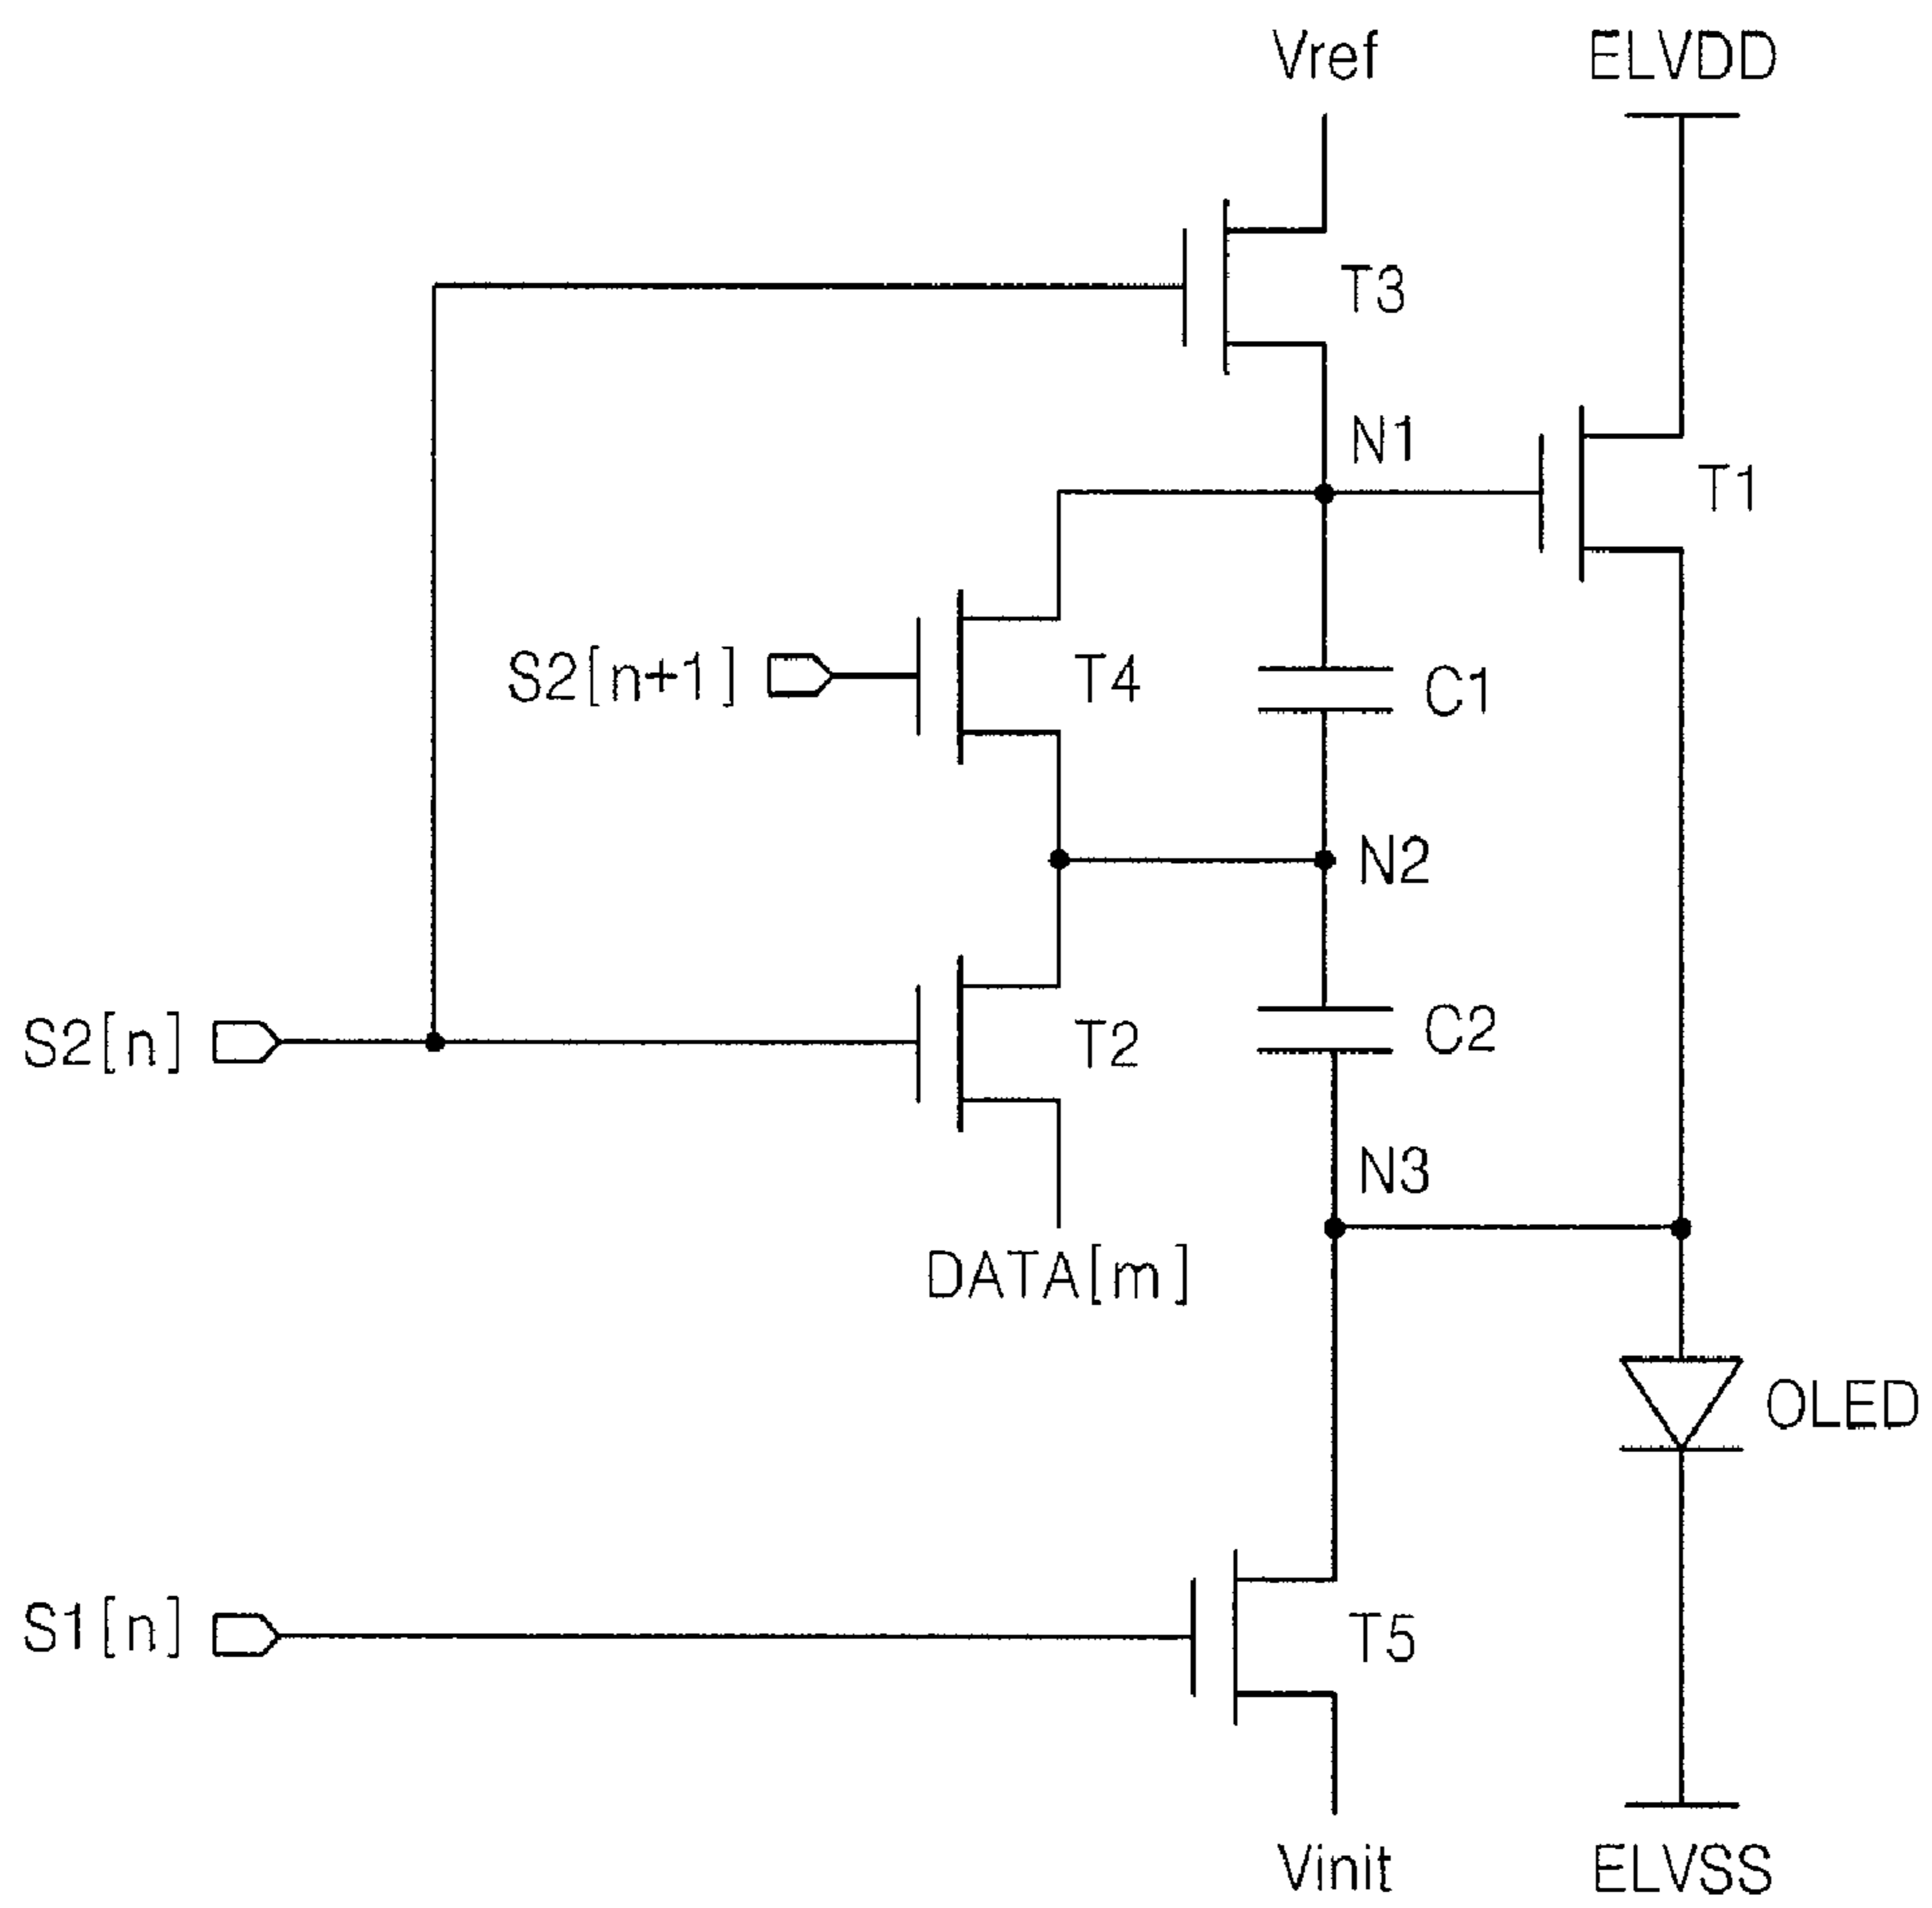 Vref
ELVDD
T3
N1
T1
S2[n+1]
T4
C1
N2
S2[n]
T2
C2
N3
DATA[m]
OLED
S1[n]
T5
Vinit
ELVSS